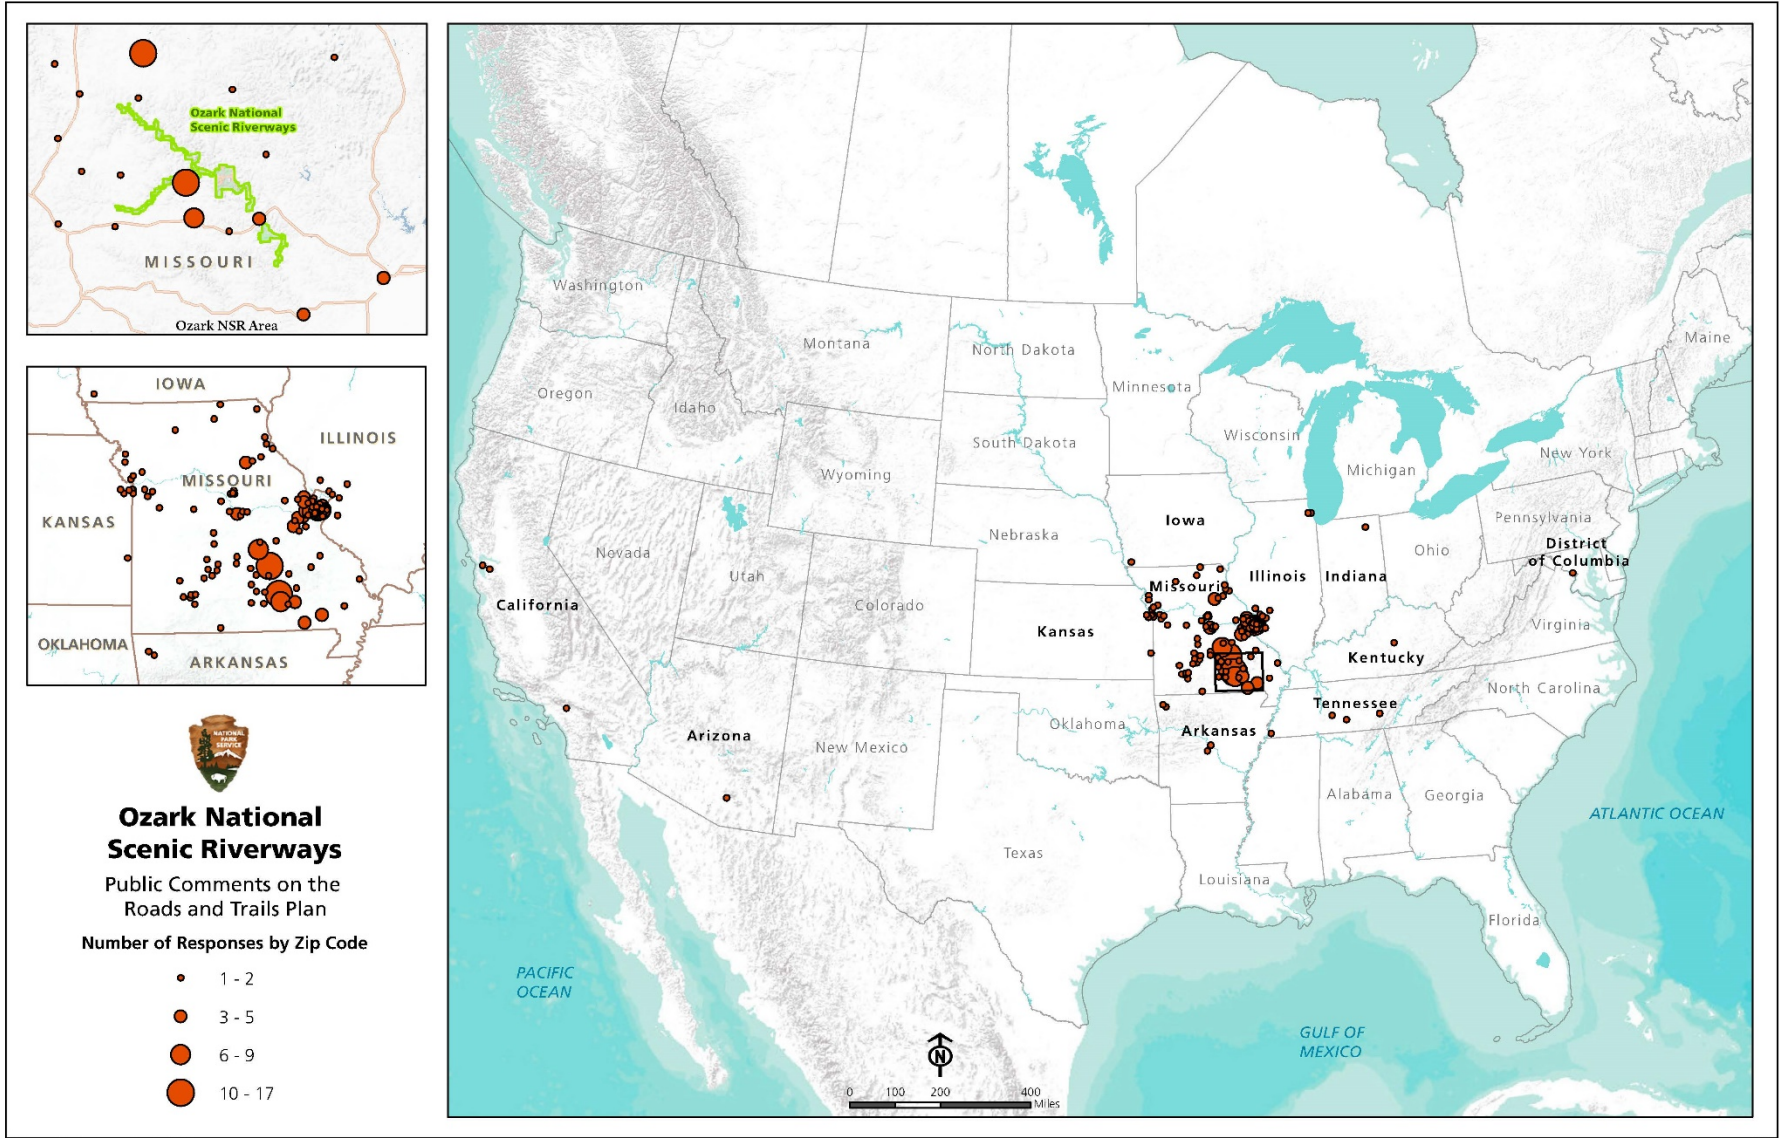 Ozark National
Scenic Riverways
MISSOURI
Ozark NSR Area
IOWA
ILLINOIS
MISSOURI
KANSAS
OKLAHOMA
ARKANSAS
NATIONAL
PARK
SERVICE
Ozark National
Scenic Riverways
Public Comments on the
Roads and Trails Plan
Number of Responses by Zip Code
1 - 2
3 - 5
6 - 9
10 - 17
Washington
Montana
North Dakota
Minnesota
Maine
Oregon
Idaho
South Dakota
Wisconsin
New York
Michigan
Wyoming
Iowa
Pennsylvania
Nebraska
Nevada
Ohio
District
of Columbia
Utah
Missouri
Illinois
Indiana
California
Colorado
Kansas
Virginia
Kentucky
North Carolina
Tennessee
Arizona
New Mexico
Oklahoma
Arkansas
Alabama
Georgia
ATLANTIC OCEAN
Texas
Louisiana
Florida
PACIFIC
OCEAN
GULF OF
MEXICO
N
0 100 200 400
Miles